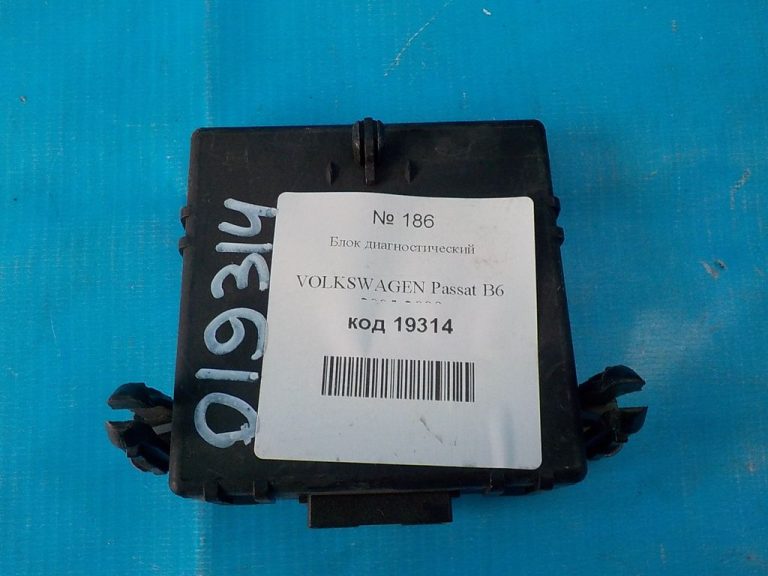 № 186
Блок диагностический
VOLKSWAGEN Passat B6
код 19314
019314